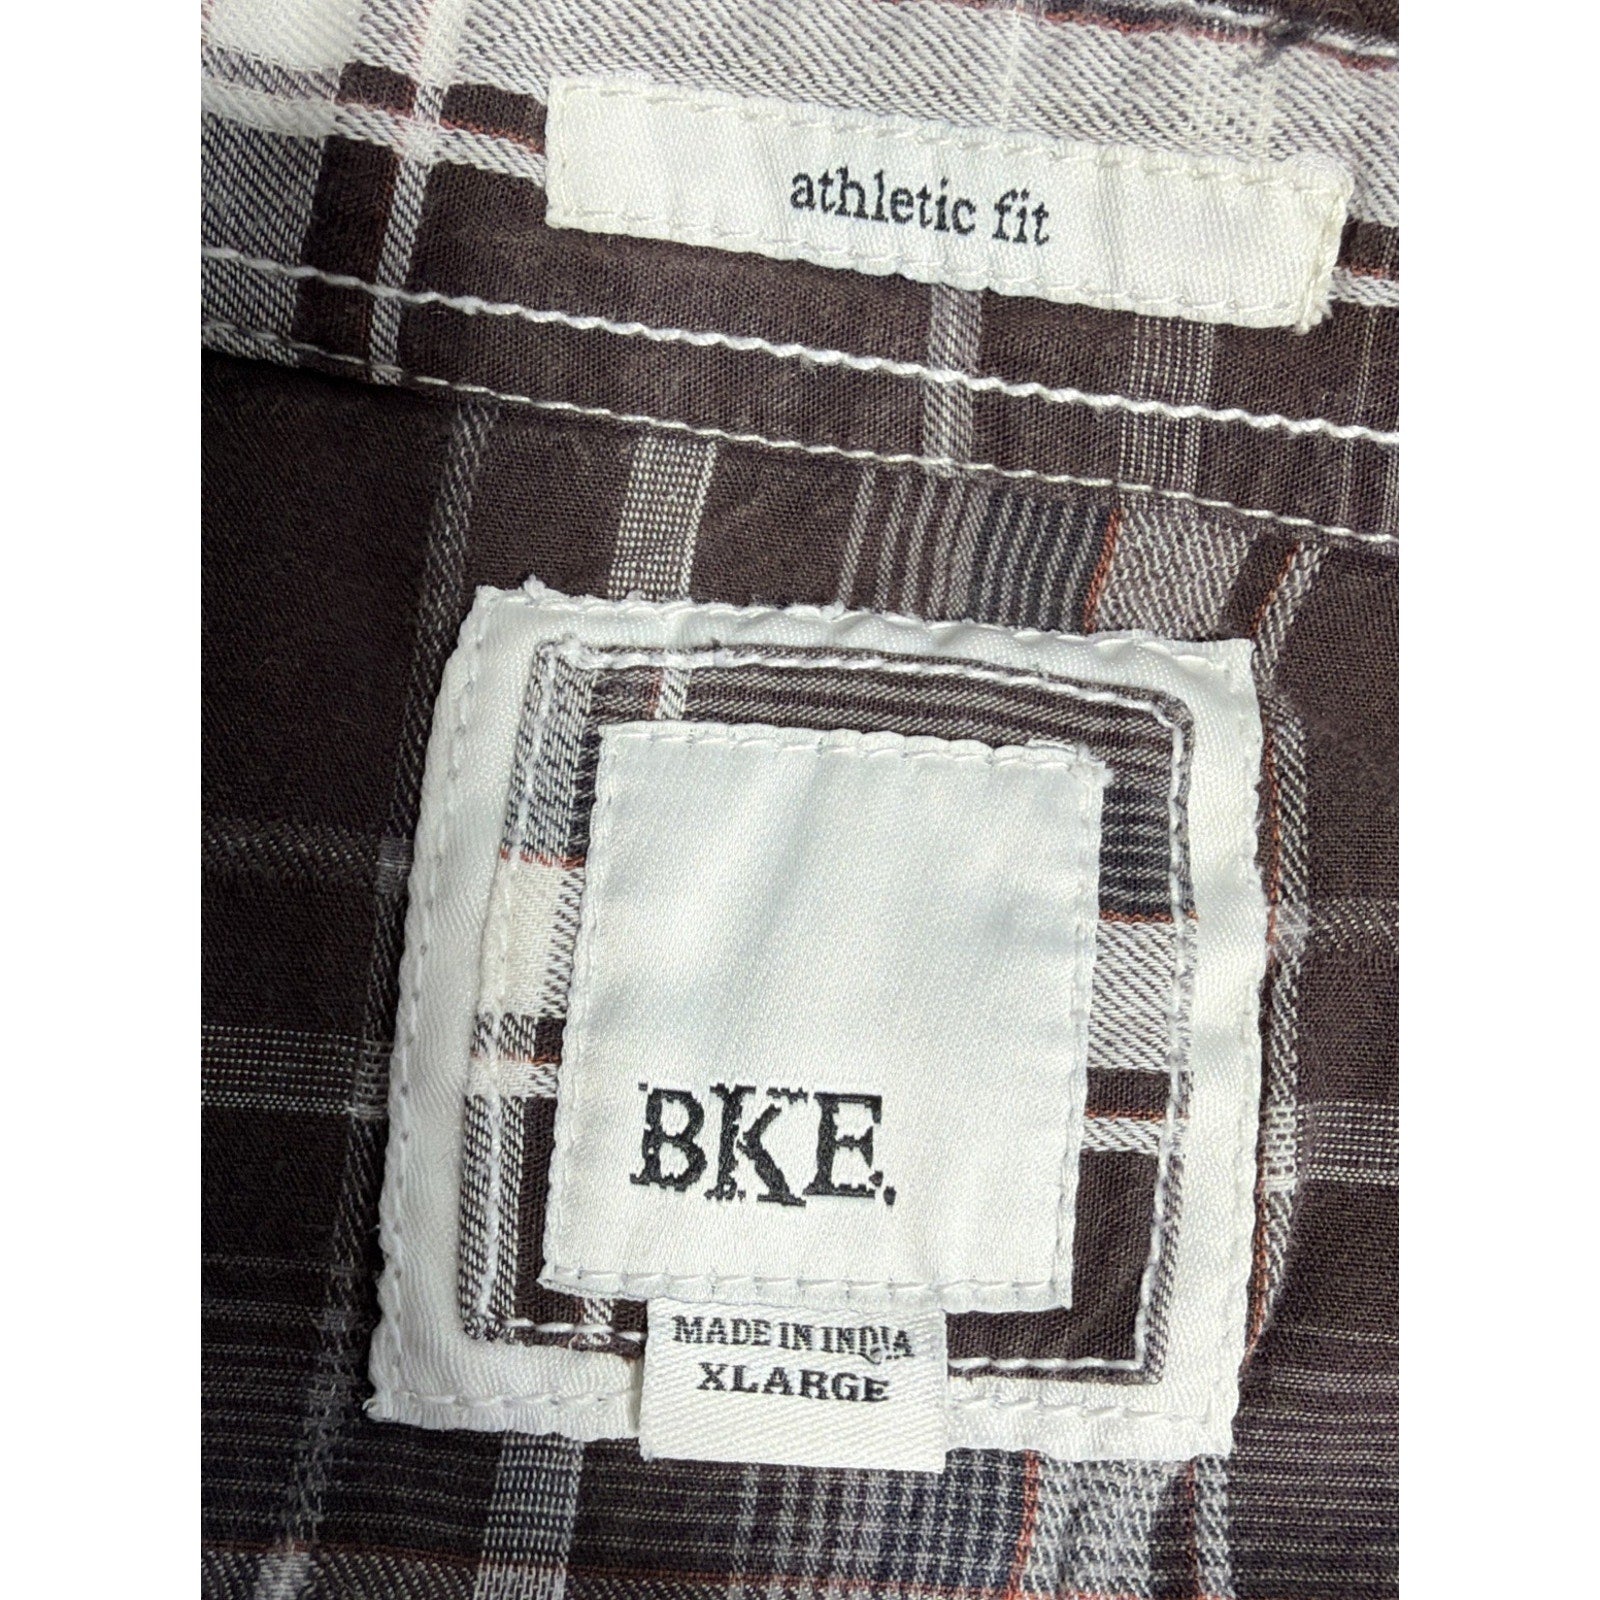 athletic fit
BKE.
MADE IN INDIA
XLARGE